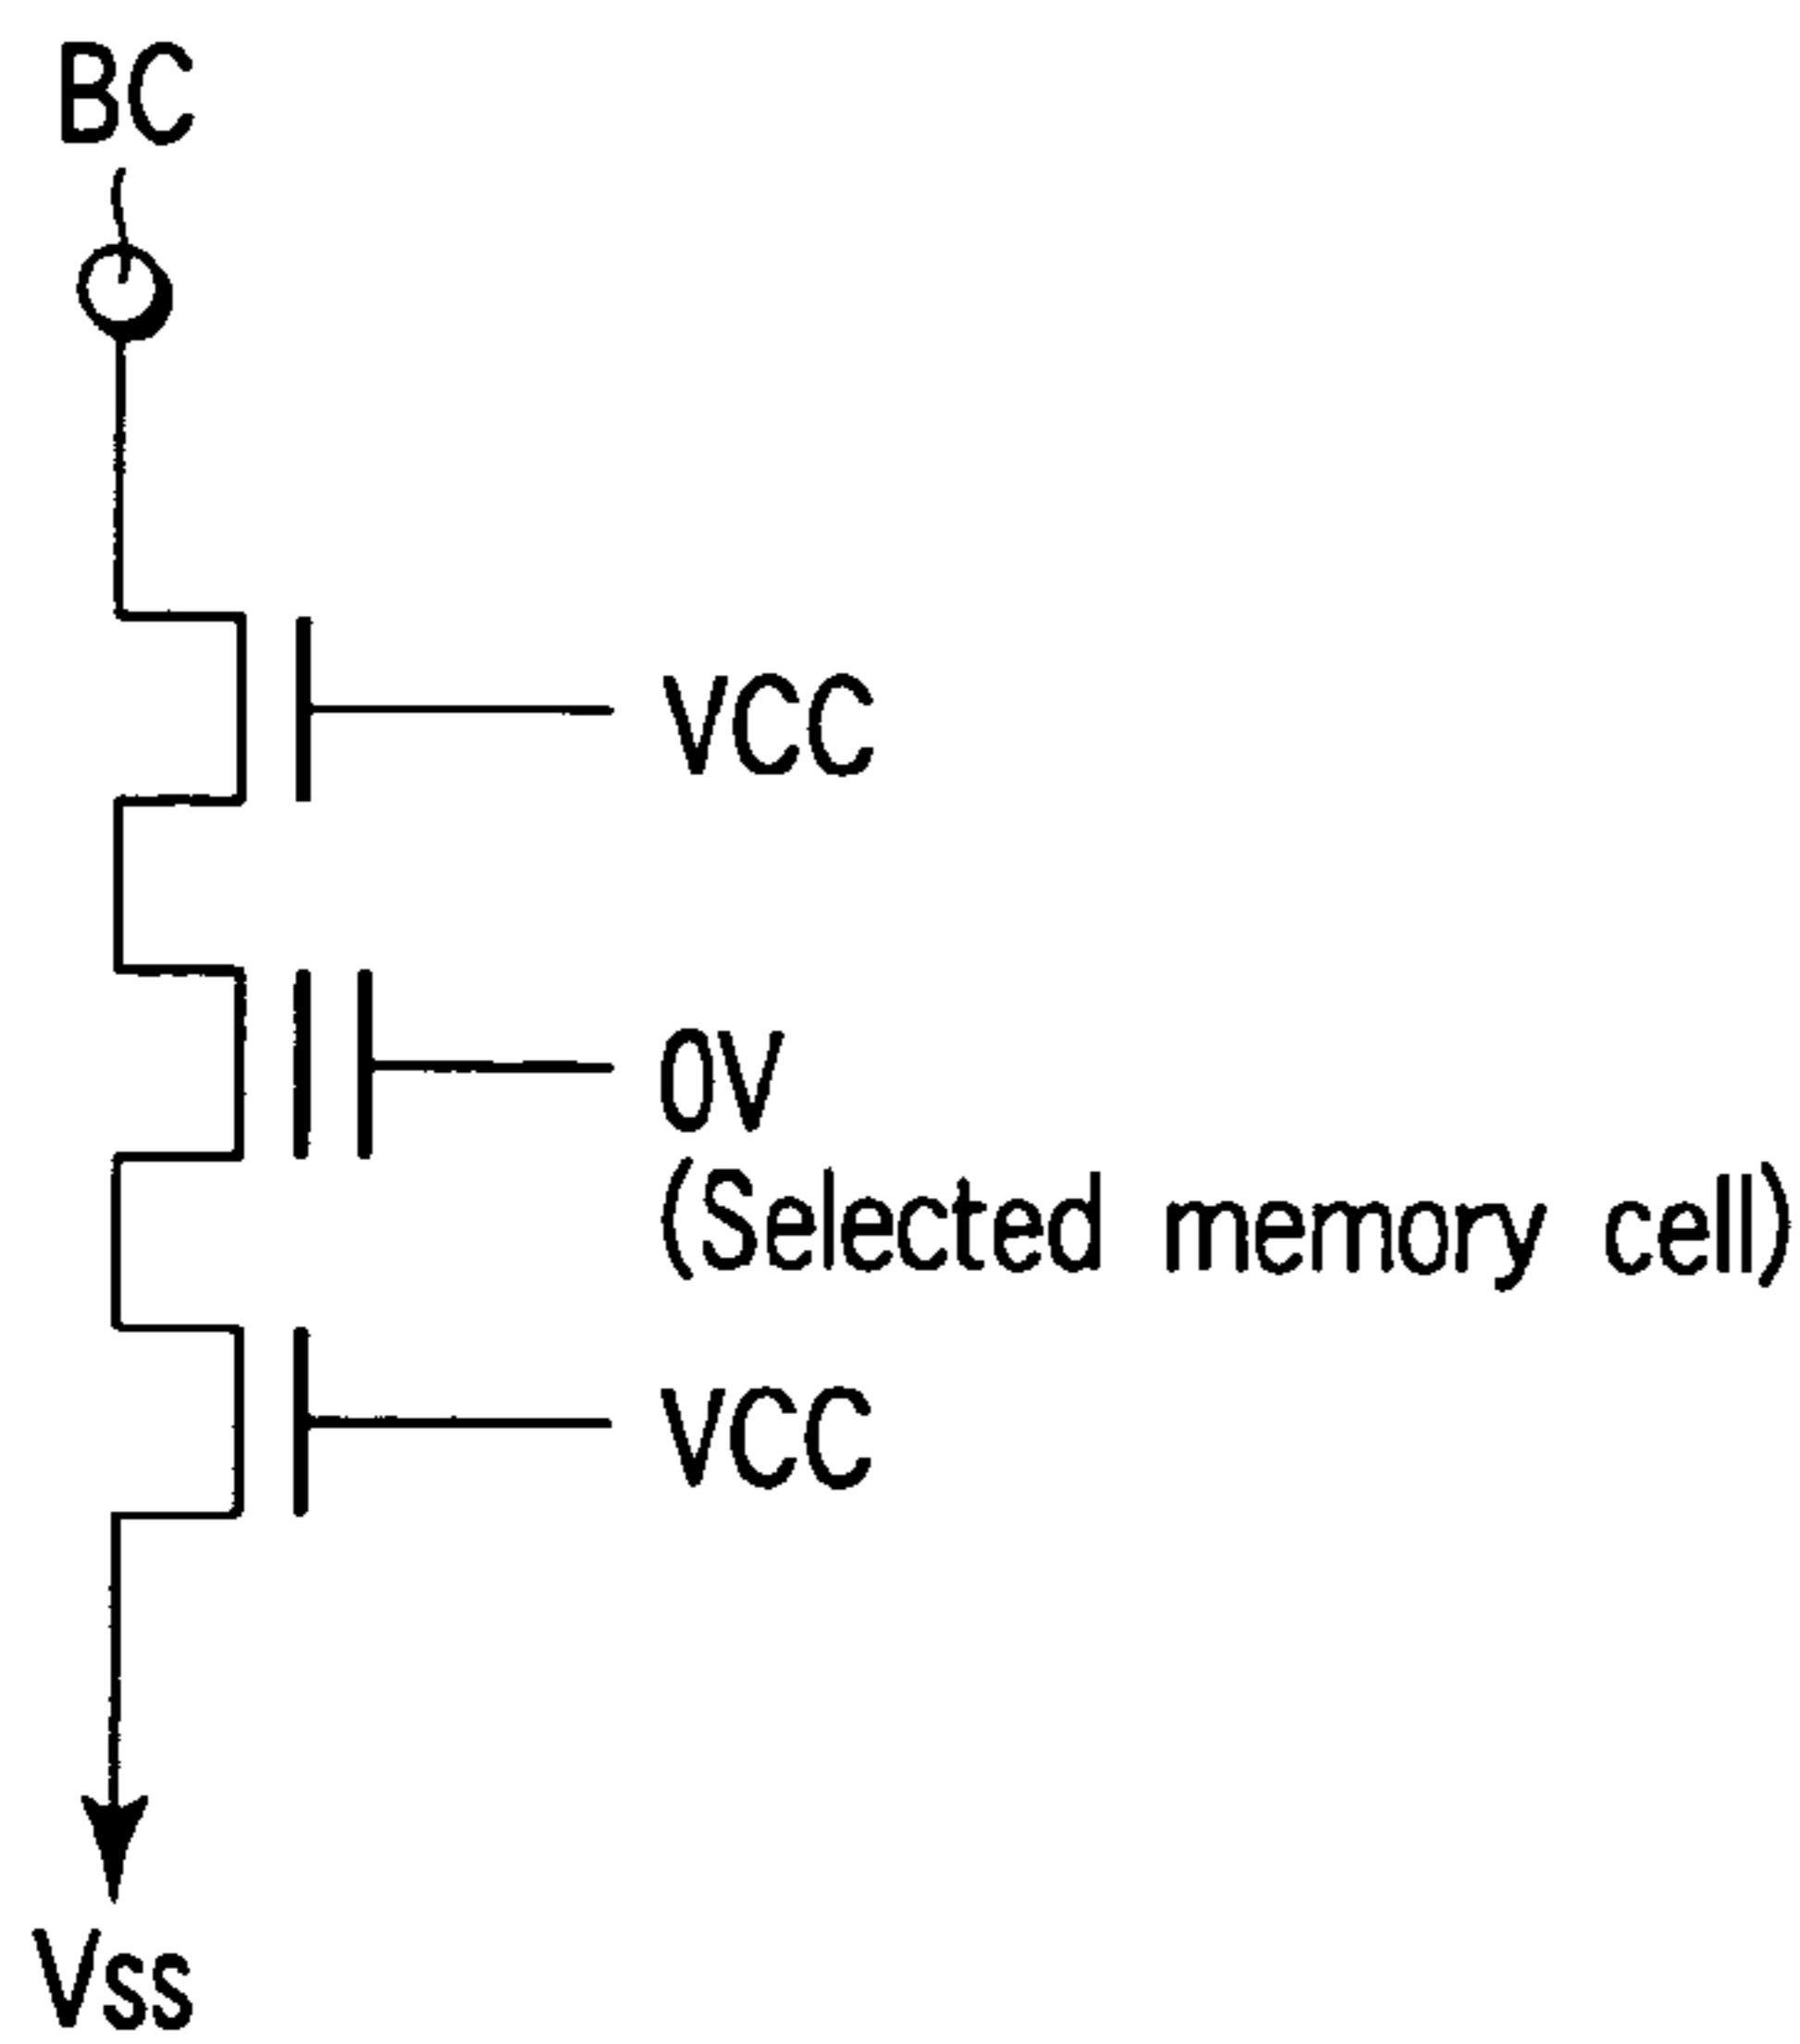 BC
VCC
0V
(Selected memory cell)
VCC
Vss